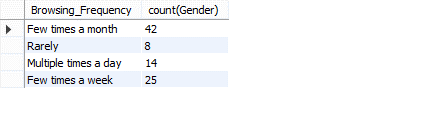 Browsing_Frequency count(Gender)
Few times a month 42
Rarely 8
Multiple times a day 14
Few times a week 25